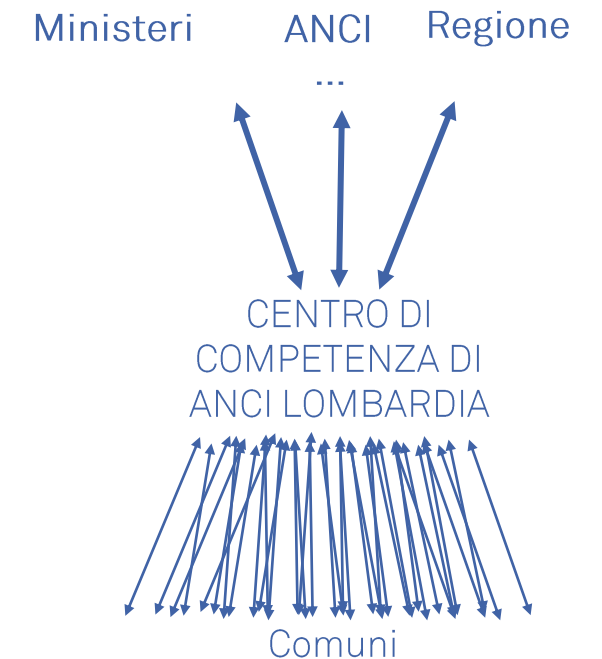 Ministeri ANCI Regione
...
CENTRO DI
COMPETENZA DI
ANCI LOMBARDIA
Comuni